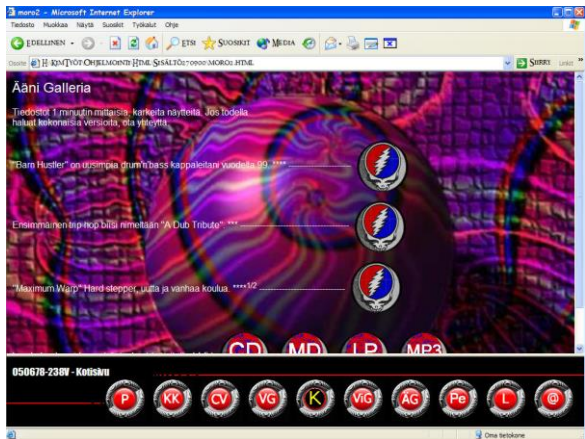 moro2 - Microsoft Internet Explorer
Tiedosto Muokkaa Näytä Suosikit Työkalut Ohje
EDELLINEN ETSI SUOSIKIT MEDIA
Osoite SIIRRY Linkit
Ääni Galleria
Tiedostot 1 minuutin mittaisia, karkeita näytteitä. Jos todella
haluat kokonaisia versioita, ota yhteyttä.
"Barn Hustler" on uusimpia drum'n'bass kappaleitani vuodelta 99. ****
Ensimmäinen trip hop biisi nimeltään "A Dub Tributo". ***
"Maximum Warp" Hard stepper, uutta ja vanhaa koulua. ****1/2
CD MD LP MP3
050678-238V - Kotisivu
P KK CV VG K ViG AG Pe L @
Oma tietokone